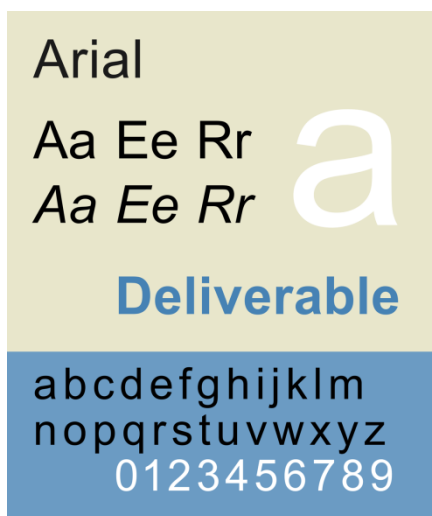 Arial
Aa Ee Rr
a
Aa Ee Rr
Deliverable
abcdefghijklm
nopqrstuvwxyz
0123456789